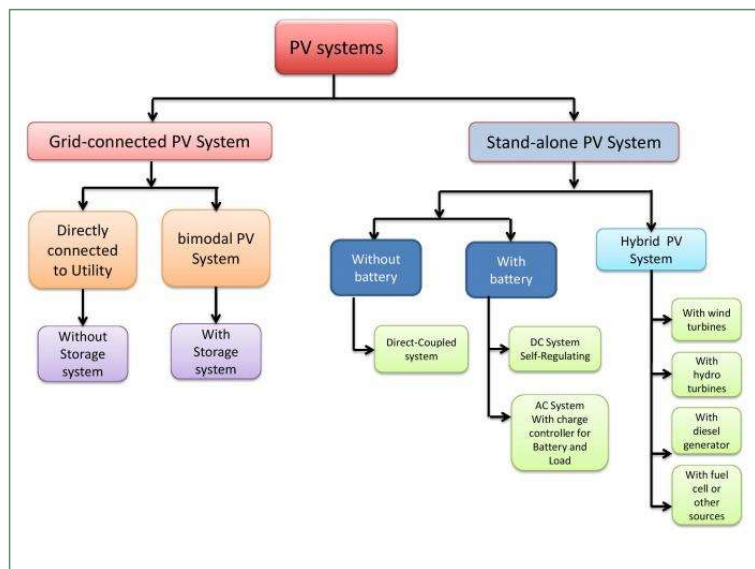 PV systems
Grid-connected PV System
Stand-alone PV System
Directly
connected
to Utility
bimodal PV
System
Without
battery
With
battery
Hybrid PV
System
Without
Storage
system
With
Storage
system
Direct-Coupled
system
DC System
Self-Regulating
AC System
With charge
controller for
Battery and
Load
With wind
turbines
With
hydro
turbines
With
diesel
generator
With fuel
cell or
other
sources